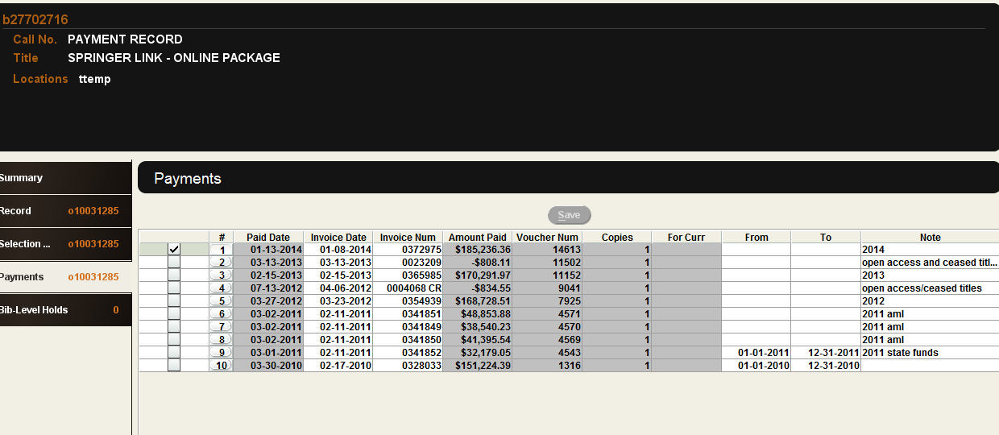 b27702716
Call No. PAYMENT RECORD
Title SPRINGER LINK - ONLINE PACKAGE
Locations ttemp
Summary
Record o10031285
Selection ... o10031285
Payments o10031285
Bib-Level Holds 0
Payments
Save
# Paid Date Invoice Date Invoice Num Amount Paid Voucher Num Copies For Curr From To Note
1 01-13-2014 01-08-2014 0372975 $185,236.36 14613 1 2014
2 03-13-2013 03-13-2013 0023209 -$808.11 11502 1 open access and ceased titl...
3 02-15-2013 02-15-2013 0365985 $170,291.97 11152 1 2013
4 07-13-2012 04-06-2012 0004068 CR -$834.55 9041 1 open access/ceased titles
5 03-27-2012 03-23-2012 0354939 $168,728.51 7925 1 2012
6 03-02-2011 02-11-2011 0341851 $48,853.88 4571 1 2011 aml
7 03-02-2011 02-11-2011 0341849 $38,540.23 4570 1 2011 aml
8 03-02-2011 02-11-2011 0341850 $41,395.54 4569 1 2011 aml
9 03-01-2011 02-11-2011 0341852 $32,179.05 4543 1 01-01-2011 12-31-2011 2011 state funds
10 03-30-2010 02-17-2010 0328033 $151,224.39 1316 1 01-01-2010 12-31-2010